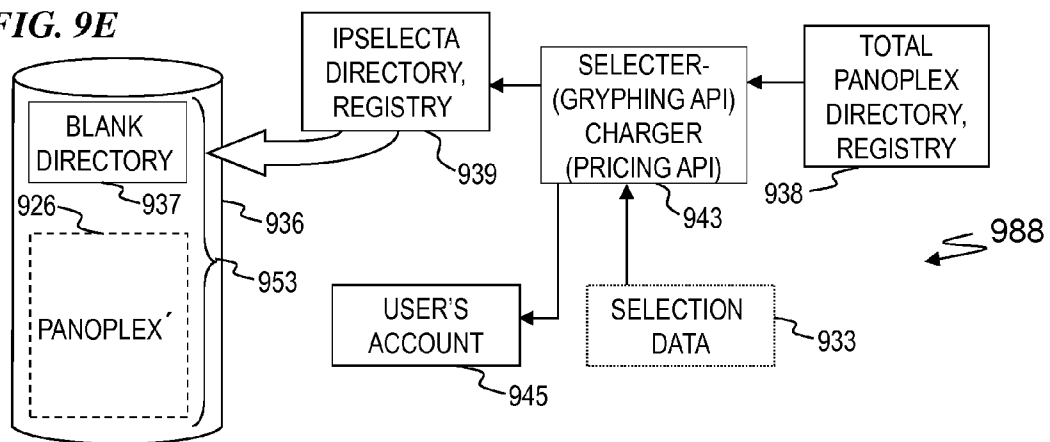 FIG. 9E
BLANK
DIRECTORY
937
926
936
953
PANOPLEX´
IPSELECTA
DIRECTORY,
REGISTRY
939
SELECTER-
(GRYPHING API)
CHARGER
(PRICING API)
943
TOTAL
PANOPLEX
DIRECTORY,
REGISTRY
938
988
USER'S
ACCOUNT
945
SELECTION
DATA
933